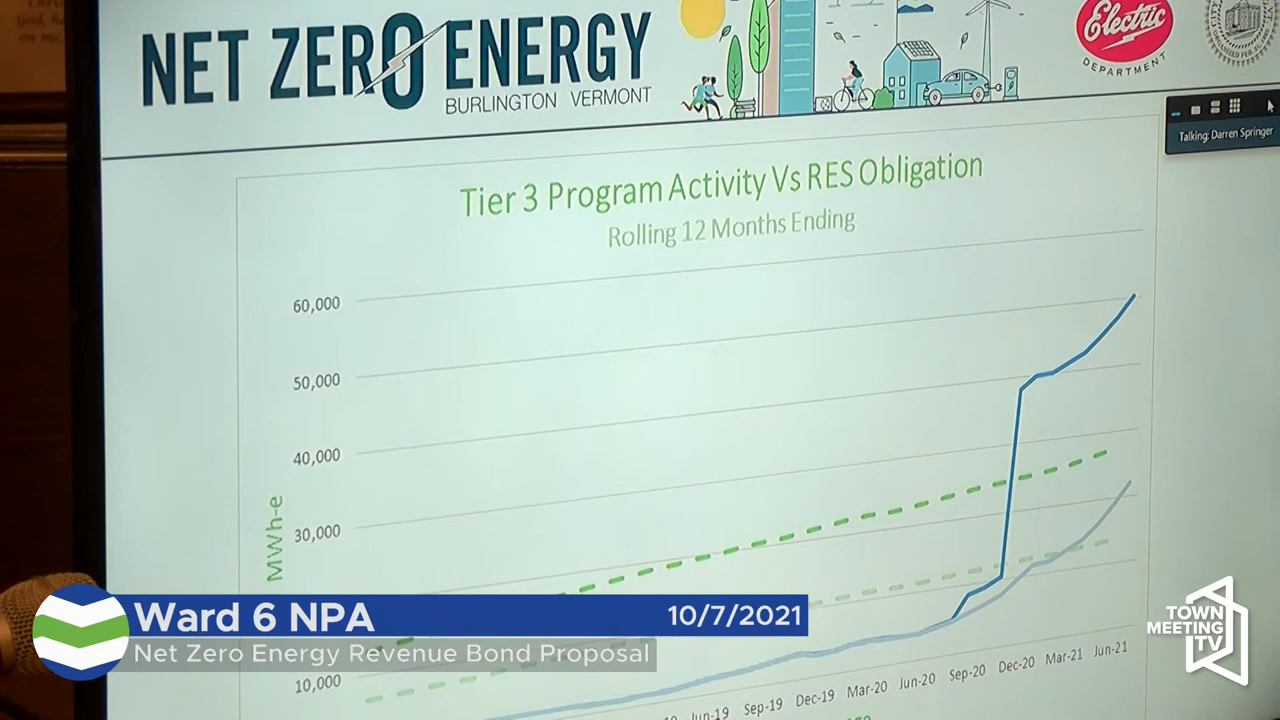 NET ZERO ENERGY
BURLINGTON VERMONT
Electric
DEPARTMENT
Talking: Darren Springer
Tier 3 Program Activity Vs RES Obligation
Rolling 12 Months Ending
60,000
50,000
40,000
30,000
10,000
MWh-e
Jun-19 Sep-19 Dec-19 Mar-20 Jun-20 Sep-20 Dec-20 Mar-21 Jun-21
Ward 6 NPA 10/7/2021
Net Zero Energy Revenue Bond Proposal
TOWN
MEETING
TV